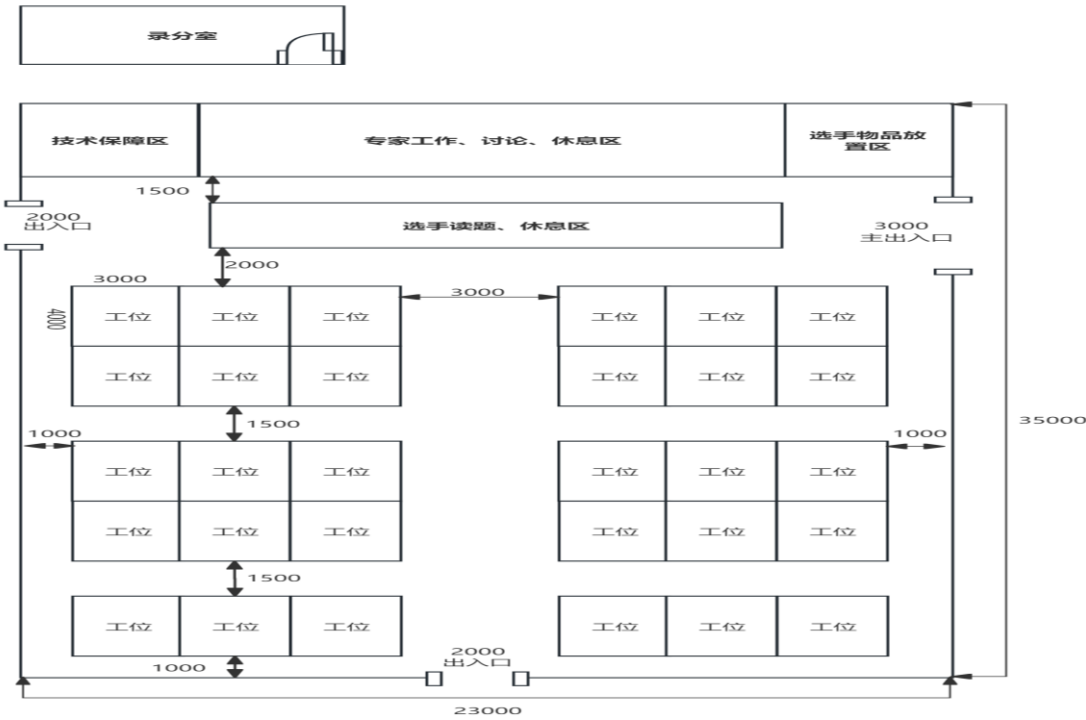 录分室
技术保障区
专家工作、讨论、休息区
选手物品放
置区
1500
2000
出入口
选手读题、休息区
3000
主出入口
2000
3000
3000
4000
工位 工位 工位 工位 工位 工位
工位 工位 工位 工位 工位 工位
1000
1500
1000
35000
工位 工位 工位 工位 工位 工位
工位 工位 工位 工位 工位 工位
1500
工位 工位 工位 工位 工位 工位
1000
2000
出入口
23000